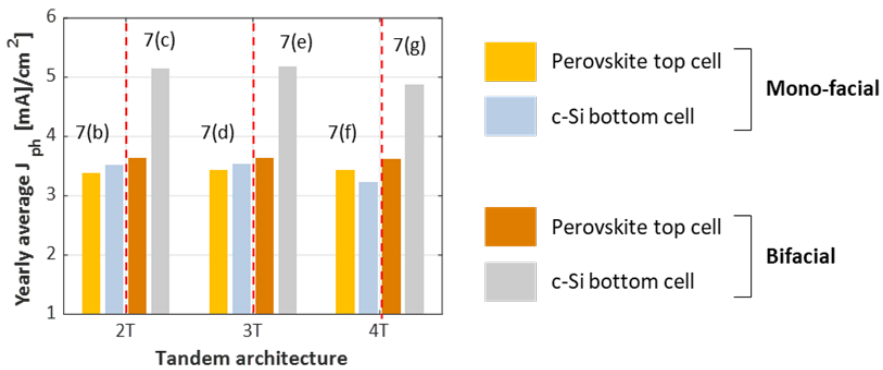 Yearly average J_ph [mA]/cm^2
6
5
4
3
2
1
7(b)
7(c)
7(d)
7(e)
7(f)
7(g)
2T
3T
4T
Tandem architecture
Perovskite top cell
c-Si bottom cell
Mono-facial
Perovskite top cell
c-Si bottom cell
Bifacial